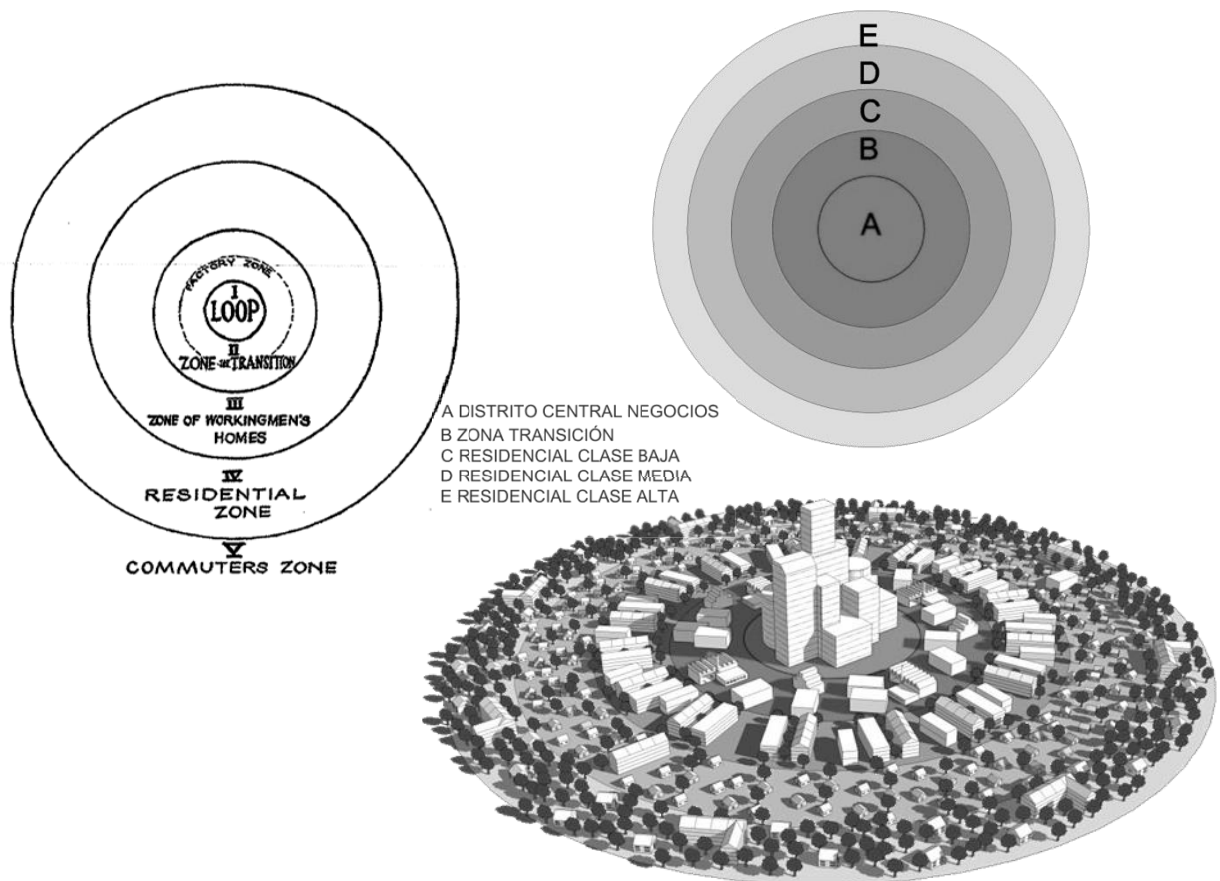 FACTORY ZONE
I
LOOP
II
ZONE IN TRANSITION
III
ZONE OF WORKINGMEN'S
HOMES
IV
RESIDENTIAL
ZONE
V
COMMUTERS ZONE
E
D
C
B
A
A DISTRITO CENTRAL NEGOCIOS
B ZONA TRANSICIÓN
C RESIDENCIAL CLASE BAJA
D RESIDENCIAL CLASE MEDIA
E RESIDENCIAL CLASE ALTA